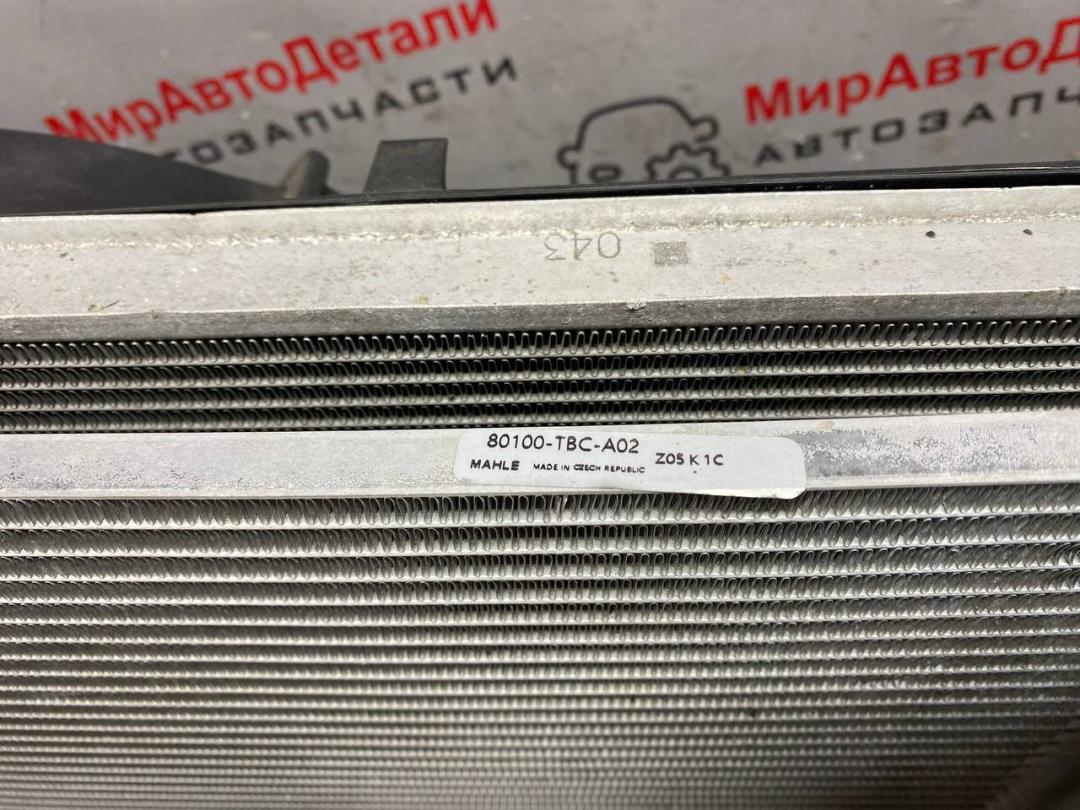 МирАвтоДетали
АВТОЗАПЧАСТИ
МирАвтоД
АВТОЗАПЧ
043
80100-TBC-A02
MAHLE MADE IN CZECH REPUBLIC Z05 K 1C